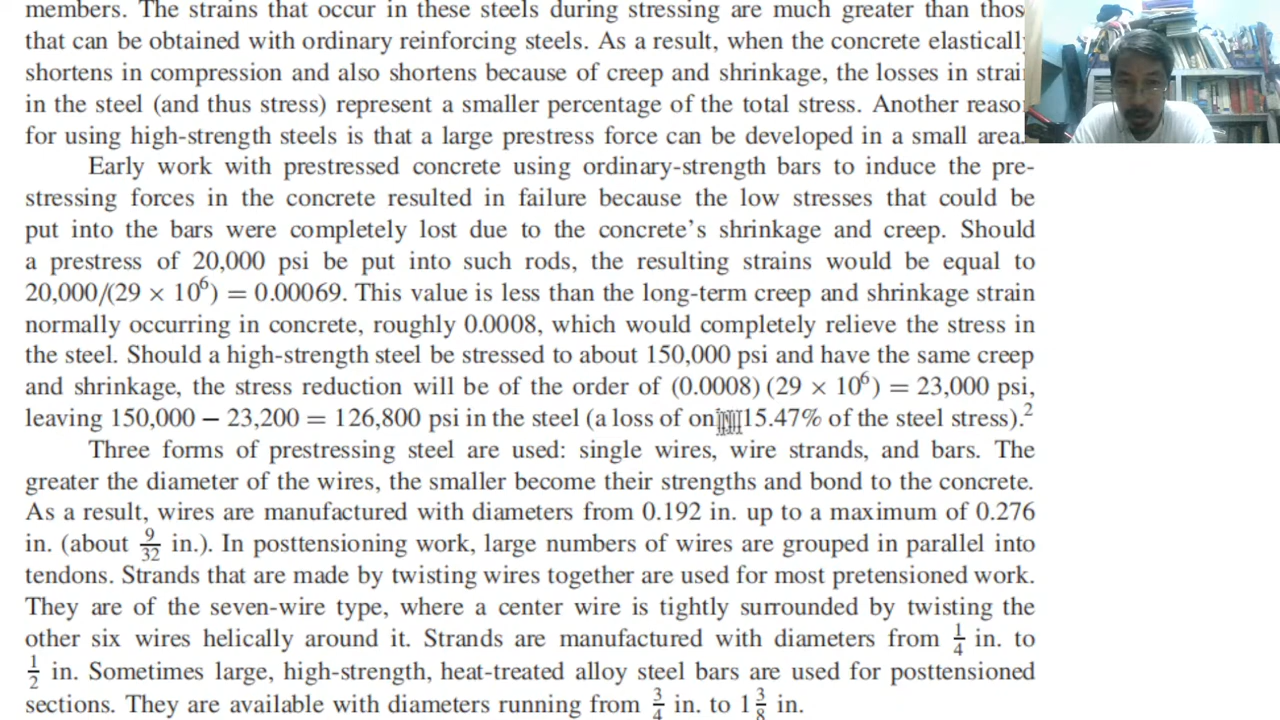 members. The strains that occur in these steels during stressing are much greater than
that can be obtained with ordinary reinforcing steels. As a result, when the concrete
shortens in compression and also shortens because of creep and shrinkage, the losses in
in the steel (and thus stress) represent a smaller percentage of the total stress. Another
for using high-strength steels is that a large prestress force can be developed in a small area.
Early work with prestressed concrete using ordinary-strength bars to induce the pre-
stressing forces in the concrete resulted in failure because the low stresses that could be
put into the bars were completely lost due to the concrete's shrinkage and creep. Should
a prestress of 20,000 psi be put into such rods, the resulting strains would be equal to
20,000/(29 × 10⁶) = 0.00069. This value is less than the long-term creep and shrinkage strain
normally occurring in concrete, roughly 0.0008, which would completely relieve the stress in
the steel. Should a high-strength steel be stressed to about 150,000 psi and have the same creep
and shrinkage, the stress reduction will be of the order of (0.0008) (29 × 10⁶) = 23,000 psi,
leaving 150,000 − 23,200 = 126,800 psi in the steel (a loss of 15.47% of the steel stress).²
Three forms of prestressing steel are used: single wires, wire strands, and bars. The
greater the diameter of the wires, the smaller become their strengths and bond to the concrete.
As a result, wires are manufactured with diameters from 0.192 in. up to a maximum of 0.276
in. (about 9/32 in.). In posttensioning work, large numbers of wires are grouped in parallel into
tendons. Strands that are made by twisting wires together are used for most pretensioned work.
They are of the seven-wire type, where a center wire is tightly surrounded by twisting the
other six wires helically around it. Strands are manufactured with diameters from 1/4 in. to
1/2 in. Sometimes large, high-strength, heat-treated alloy steel bars are used for posttensioned
sections. They are available with diameters running from 3/4 in. to 1 3/8 in.